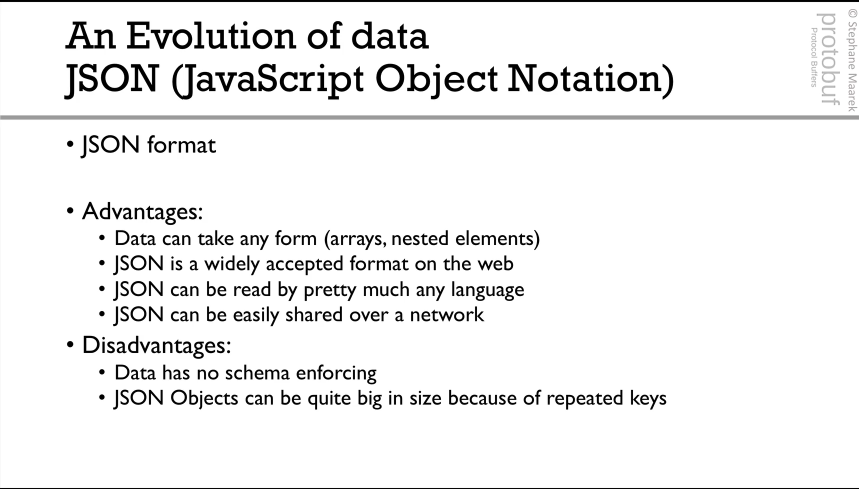 An Evolution of data
JSON (JavaScript Object Notation)
• JSON format
• Advantages:
• Data can take any form (arrays, nested elements)
• JSON is a widely accepted format on the web
• JSON can be read by pretty much any language
• JSON can be easily shared over a network
• Disadvantages:
• Data has no schema enforcing
• JSON Objects can be quite big in size because of repeated keys
© Stephane Maarek
protobuf
Protocol Buffers